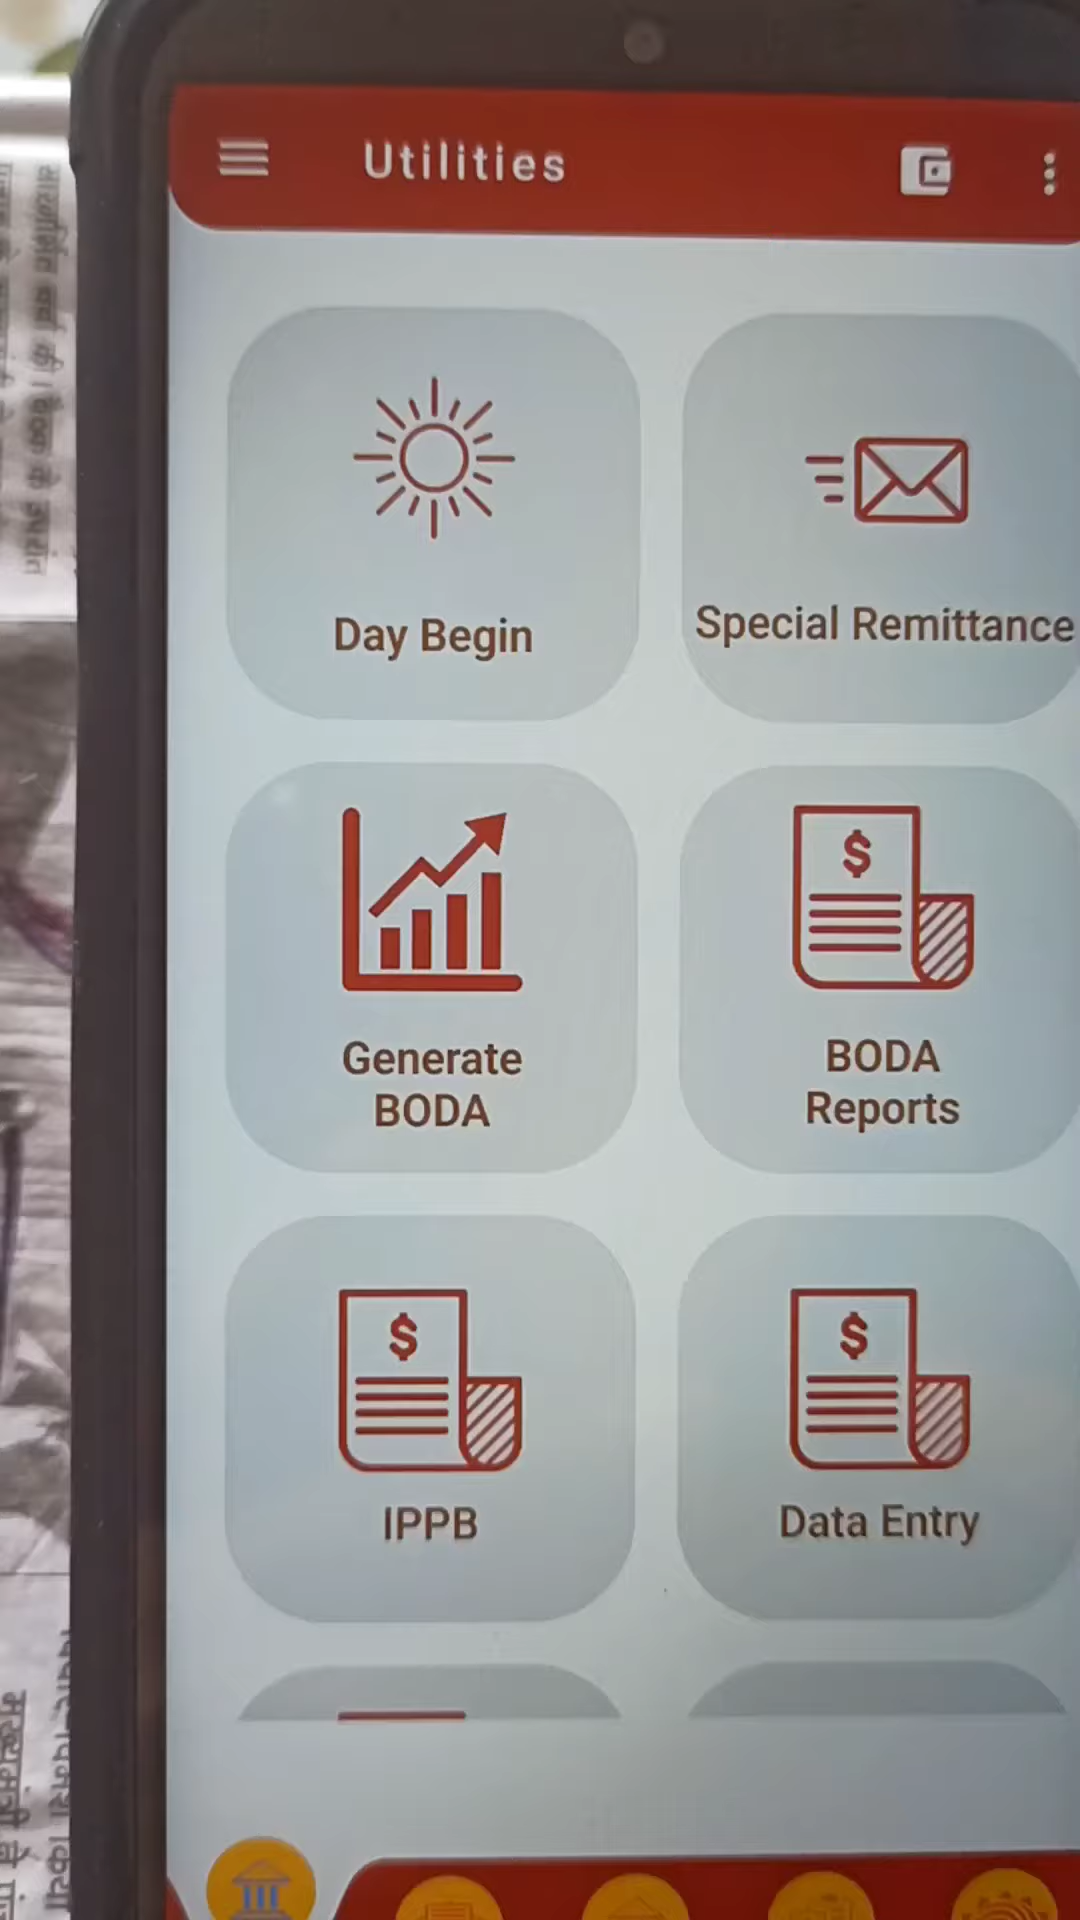 Utilities
Day Begin
Special Remittance
Generate
BODA
BODA
Reports
IPPB
Data Entry